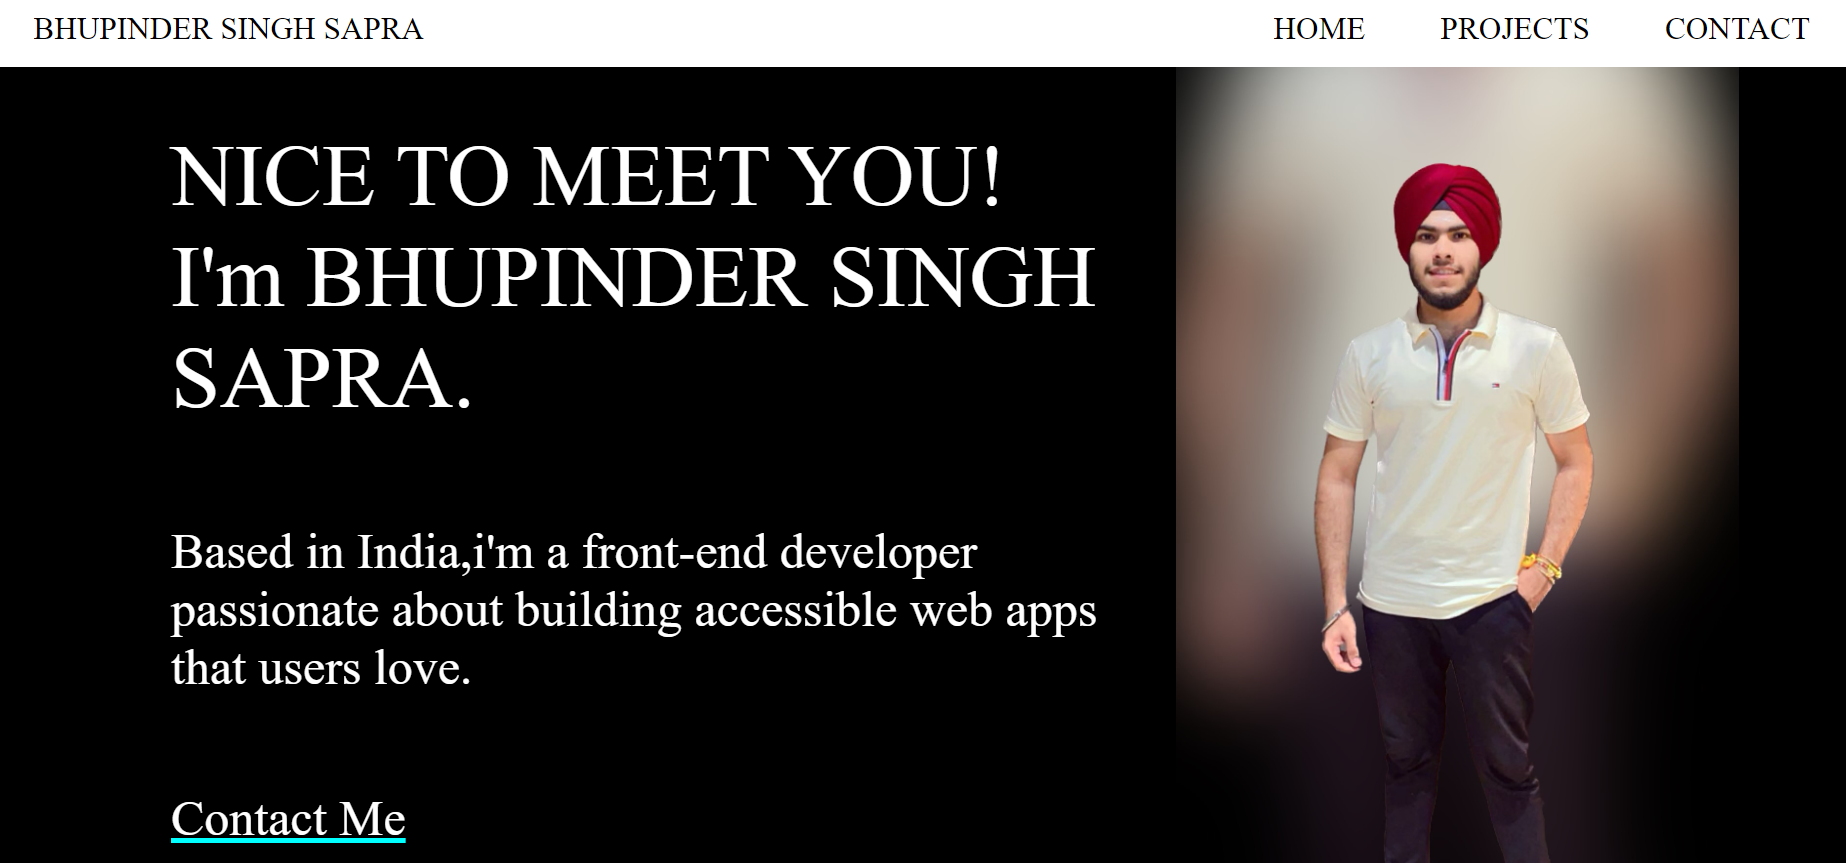 BHUPINDER SINGH SAPRA
HOME
PROJECTS
CONTACT
NICE TO MEET YOU!
I'm BHUPINDER SINGH
SAPRA.
Based in India,i'm a front-end developer
passionate about building accessible web apps
that users love.
Contact Me